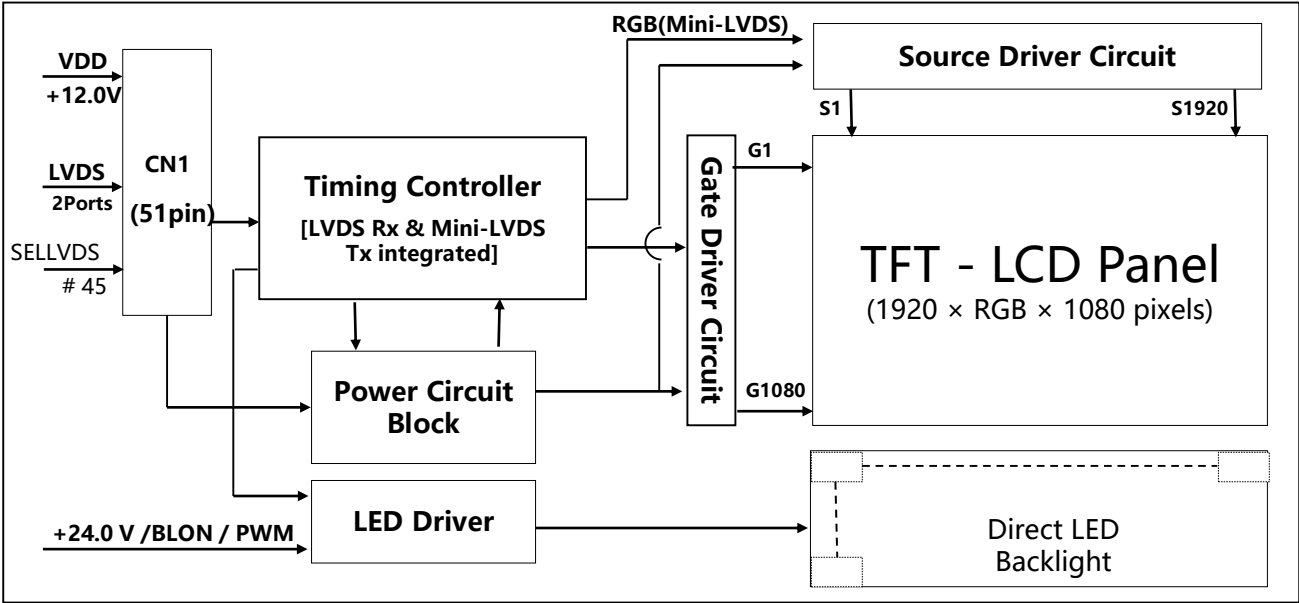 RGB(Mini-LVDS)
VDD
+12.0V
Source Driver Circuit
S1
S1920
CN1
(51pin)
LVDS
2Ports
Timing Controller
[LVDS Rx & Mini-LVDS
Tx integrated]
Gate Driver Circuit
G1
SELLVDS
# 45
TFT - LCD Panel
(1920 × RGB × 1080 pixels)
Power Circuit
Block
G1080
LED Driver
+24.0 V /BLON / PWM
Direct LED
Backlight